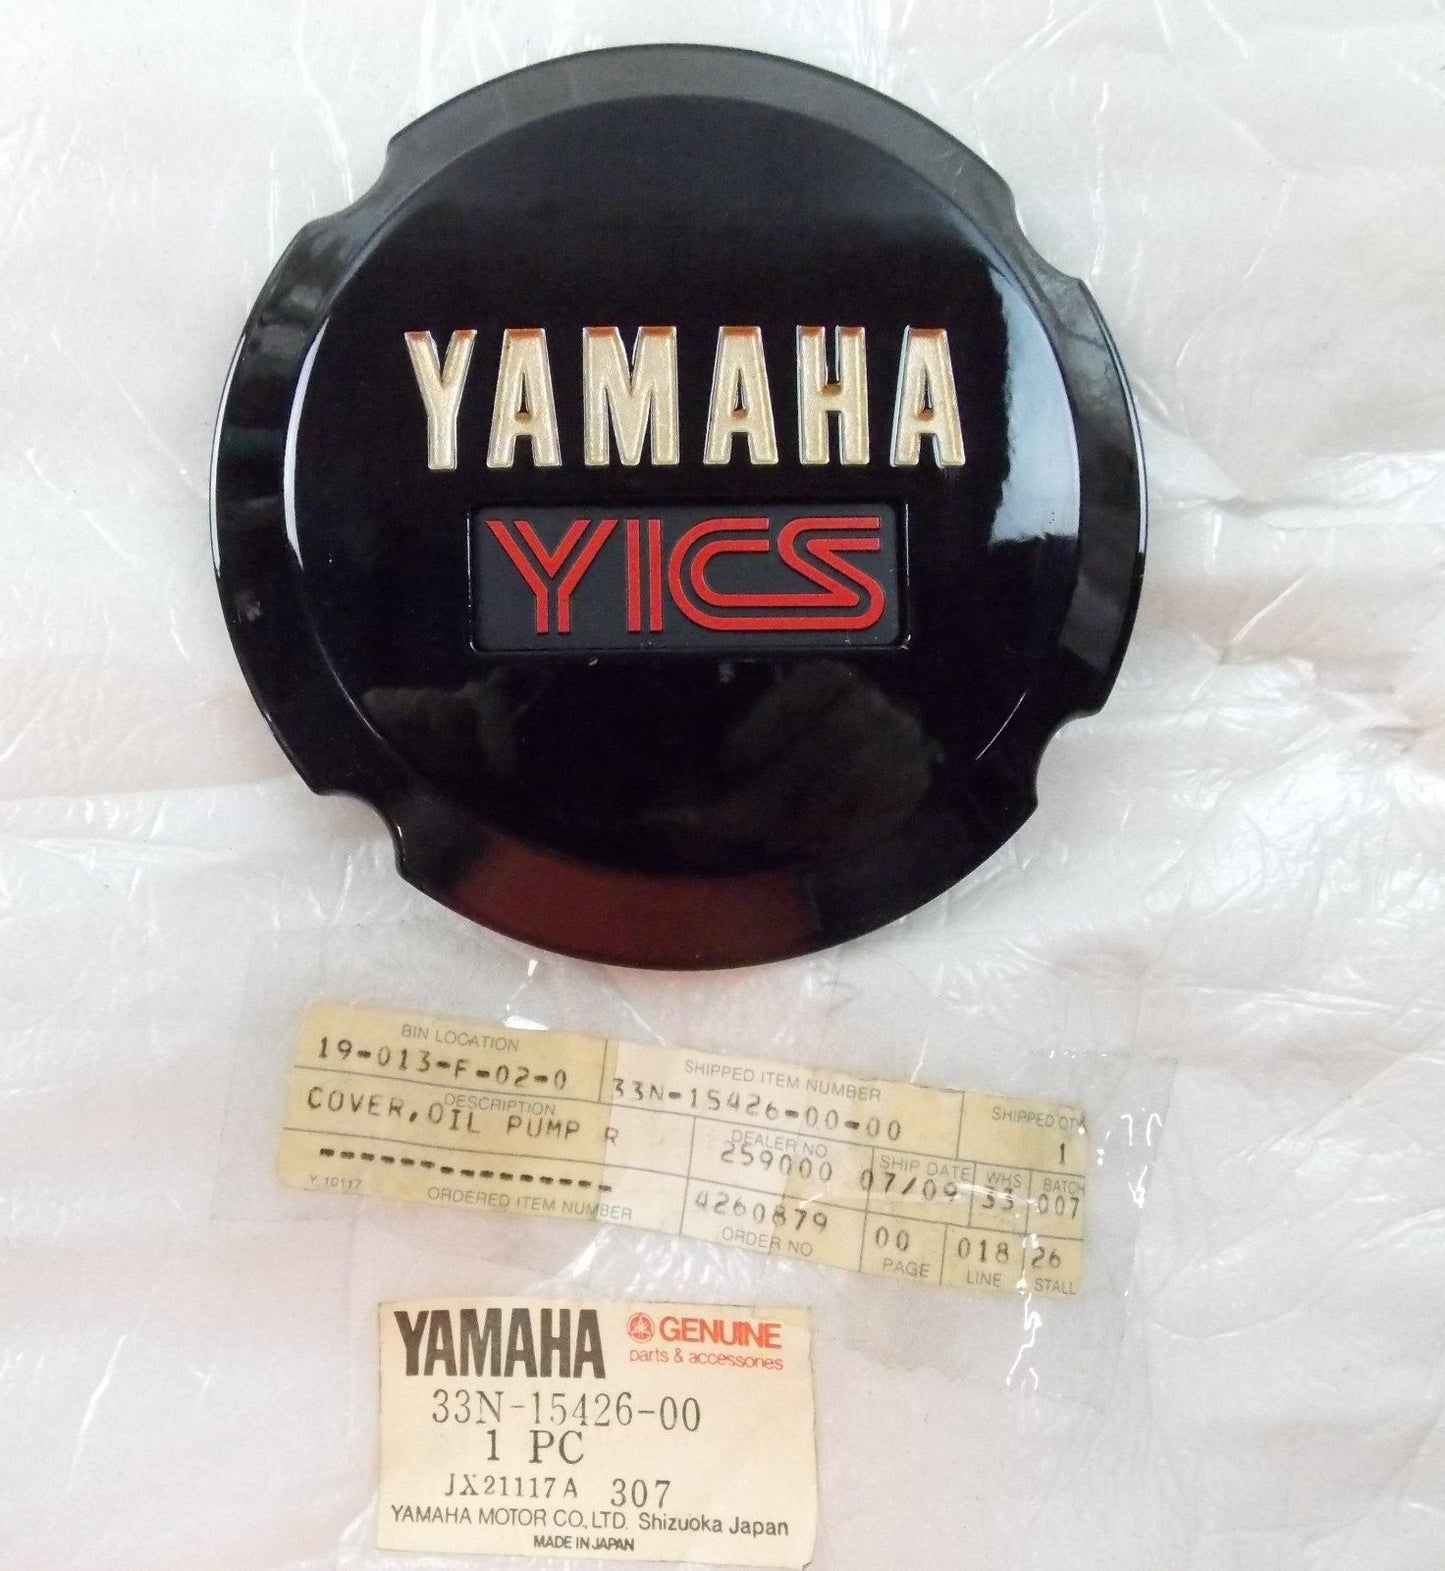 YAMAHA
YICS
BIN LOCATION
19-013-F-02-0
SHIPPED ITEM NUMBER
33N-15426-00-00
SHIPPED QTY
1
DESCRIPTION
COVER,OIL PUMP R
DEALER NO
259000
SHIP DATE
07/09
WHS
33
BATCH
007
---------------
Y 10117
ORDERED ITEM NUMBER
4260879
ORDER NO
00
PAGE
018
LINE
26
STALL
YAMAHA
GENUINE
parts & accessories
33N-15426-00
1 PC
JX21117A 307
YAMAHA MOTOR CO.,LTD. Shizuoka Japan
MADE IN JAPAN